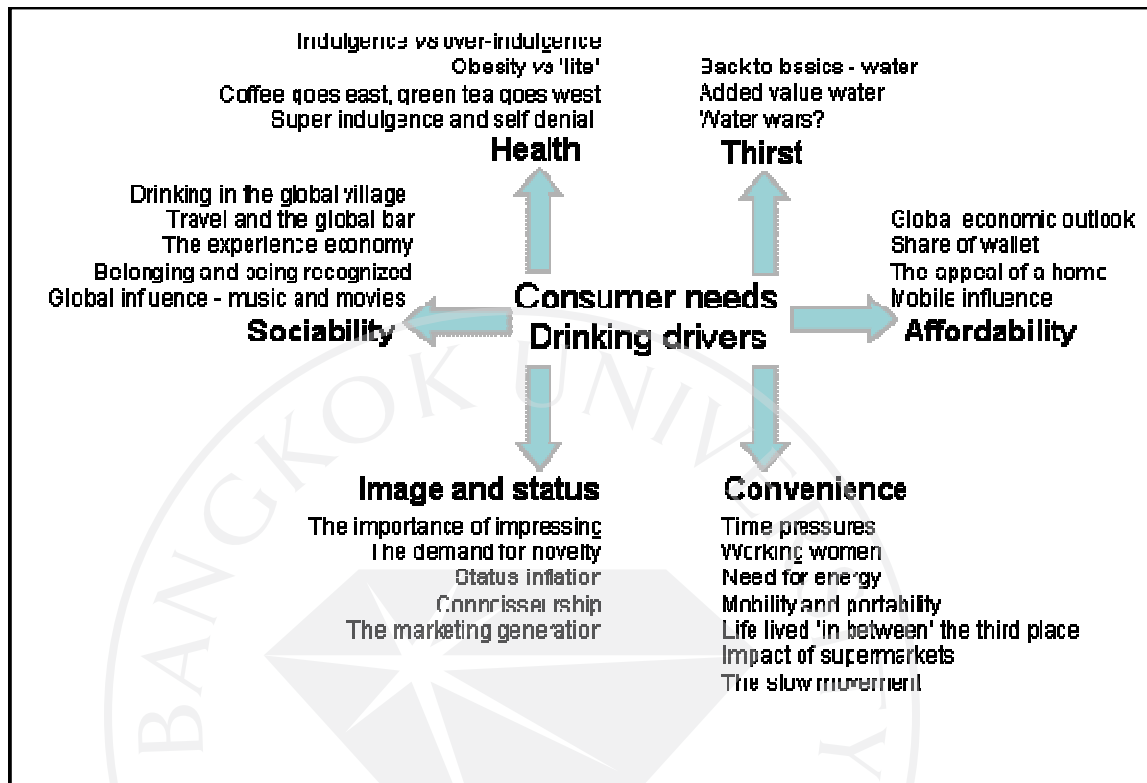 Indulgence vs over-indulgence
Obesity vs 'lite'
Coffee goes east, green tea goes west
Super indulgence and self denial
Health
Back to basics - water
Added value water
Water wars?
Thirst
Drinking in the global village
Travel and the global bar
The experience economy
Belonging and being recognized
Global influence - music and movies
Sociability
Consumer needs
Drinking drivers
Global economic outlook
Share of wallet
The appeal of a home
Mobile influence
Affordability
Image and status
The importance of impressing
The demand for novelty
Status inflation
Connoisseurship
The marketing generation
Convenience
Time pressures
Working women
Need for energy
Mobility and portability
Life lived 'in between' the third place
Impact of supermarkets
The slow movement
BANGKOK UNIVERSITY